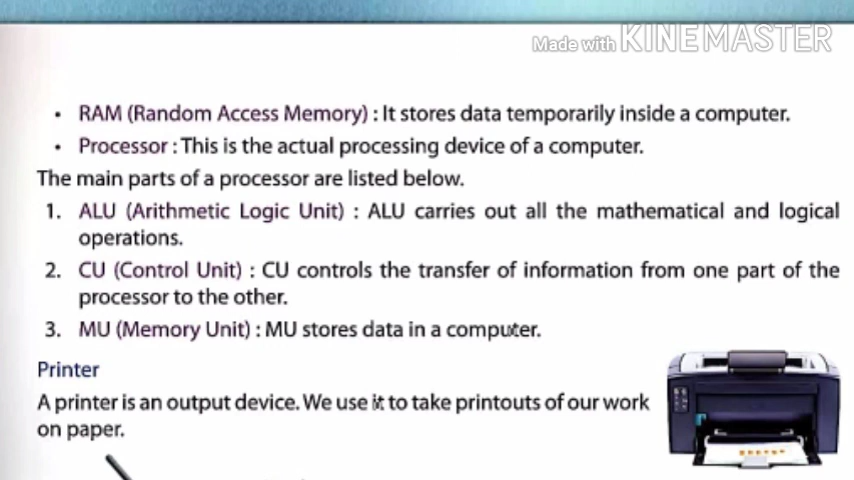 Made with KINEMASTER
• RAM (Random Access Memory) : It stores data temporarily inside a computer.
• Processor : This is the actual processing device of a computer.
The main parts of a processor are listed below.
1. ALU (Arithmetic Logic Unit) : ALU carries out all the mathematical and logical
operations.
2. CU (Control Unit) : CU controls the transfer of information from one part of the
processor to the other.
3. MU (Memory Unit) : MU stores data in a computer.
Printer
A printer is an output device. We use it to take printouts of our work
on paper.